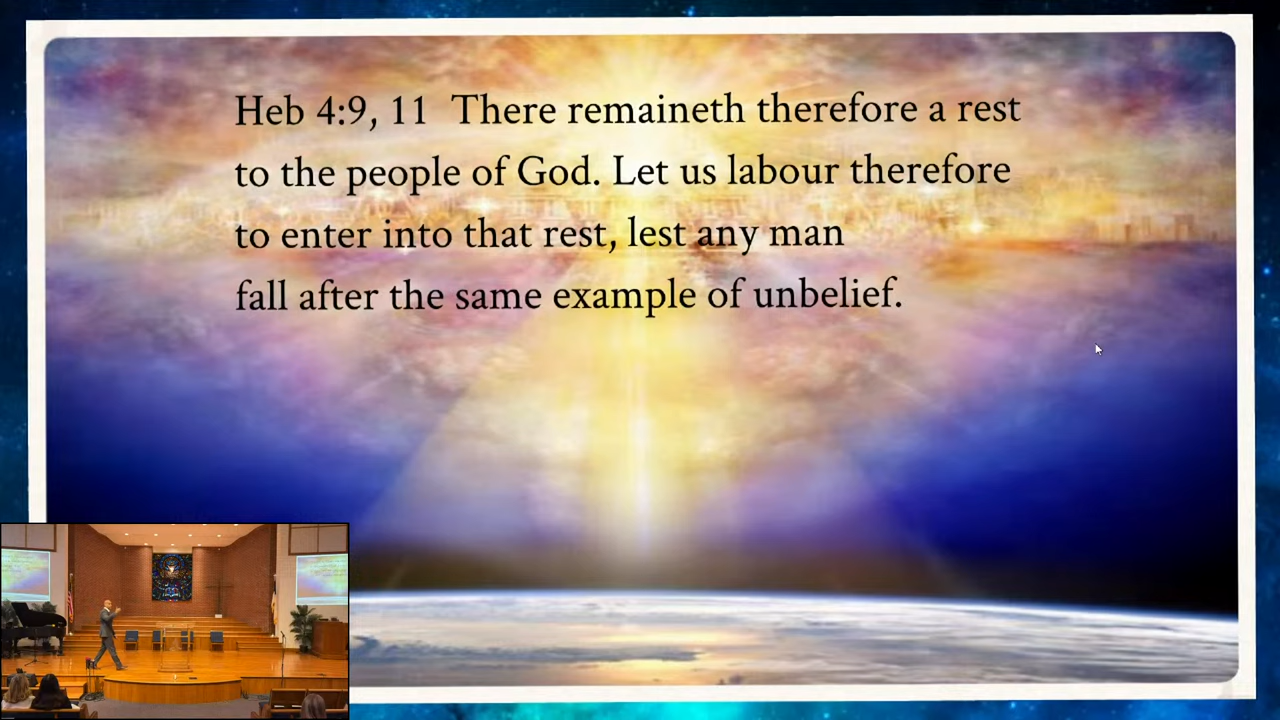 Heb 4:9, 11  There remaineth therefore a rest
to the people of God. Let us labour therefore
to enter into that rest, lest any man
fall after the same example of unbelief.